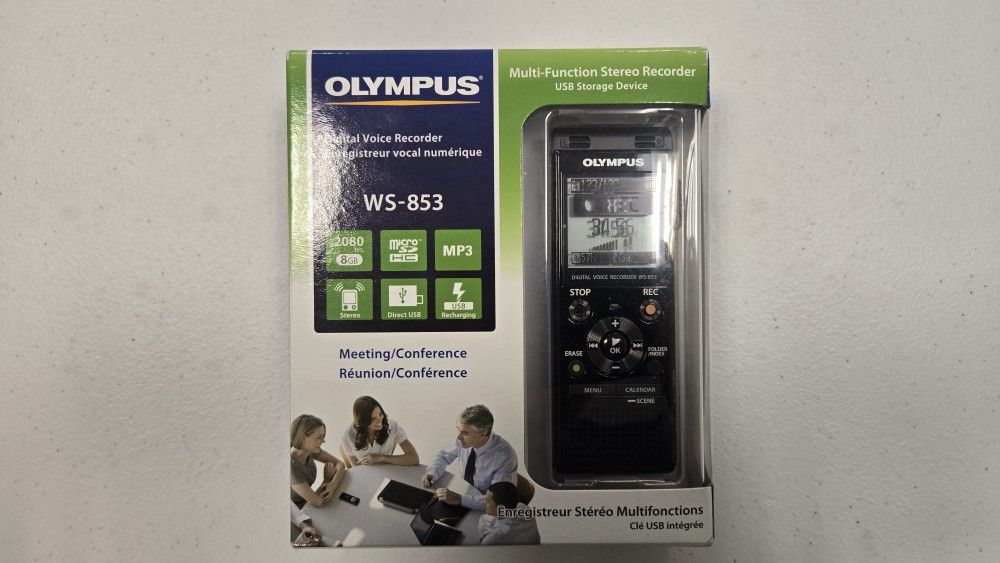 OLYMPUS®
Digital Voice Recorder
Enregistreur vocal numérique
WS-853
2080
hrs.
8GB
micro
SD
HC
MP3
Stereo
Direct USB
USB
Recharging
Meeting/Conference
Réunion/Conférence
Multi-Function Stereo Recorder
USB Storage Device
OLYMPUS
DIGITAL VOICE RECORDER WS-853
STOP
REC
+
OK
–
ERASE
FOLDER
/INDEX
MENU
CALENDAR
SCENE
Enregistreur Stéréo Multifonctions
Clé USB intégrée